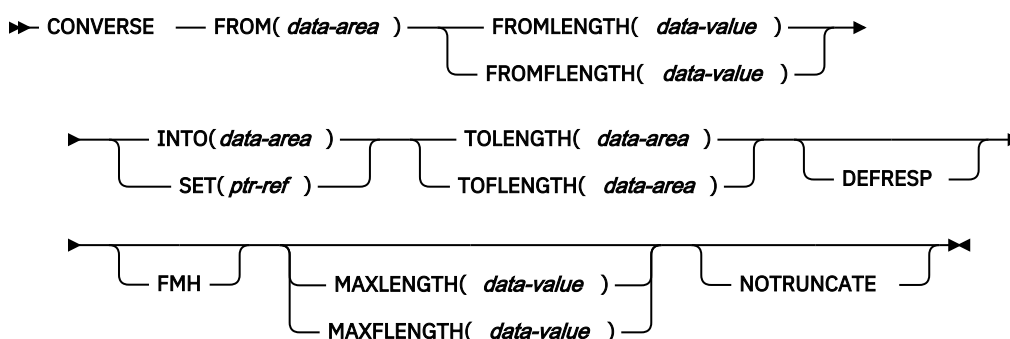 CONVERSE FROM( data-area ) FROMLENGTH( data-value )
FROMFLENGTH( data-value )
INTO( data-area ) TOLENGTH( data-area )
SET( ptr-ref ) TOFLENGTH( data-area ) DEFRESP
FMH MAXLENGTH( data-value ) NOTRUNCATE
MAXFLENGTH( data-value )